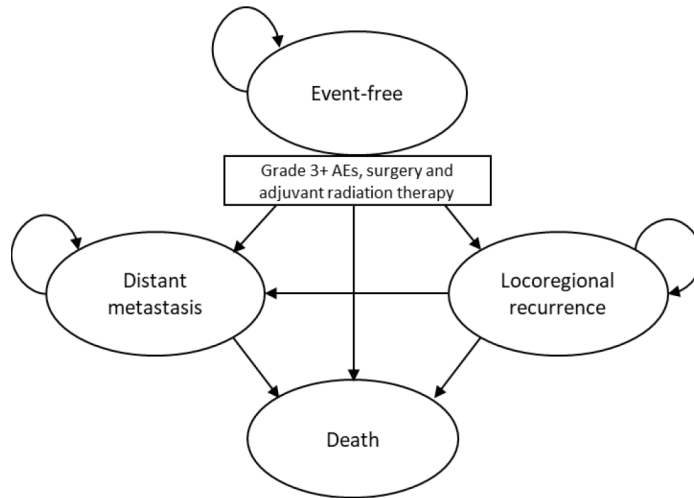 Event-free
Grade 3+ AEs, surgery and
adjuvant radiation therapy
Distant
metastasis
Locoregional
recurrence
Death